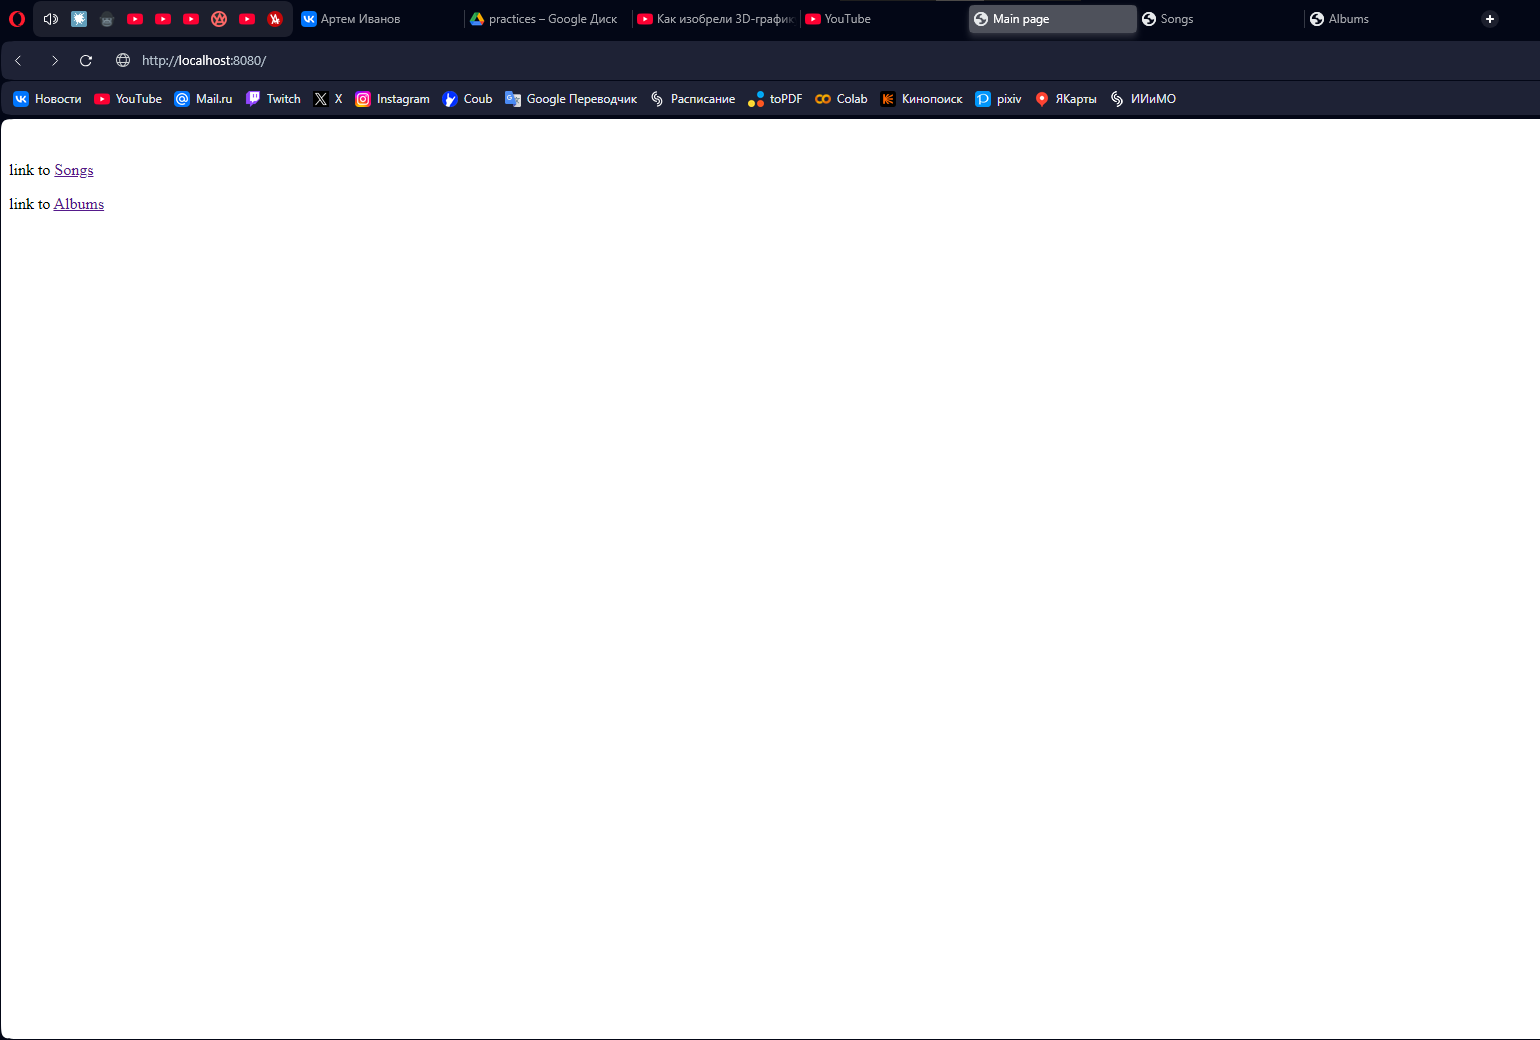 Артем Иванов practices – Google Диск Как изобрели 3D-график YouTube Main page Songs Albums
http://localhost:8080/
Новости YouTube Mail.ru Twitch X Instagram Coub Google Переводчик Расписание toPDF Colab Кинопоиск pixiv ЯКарты ИИиМО
link to Songs
link to Albums